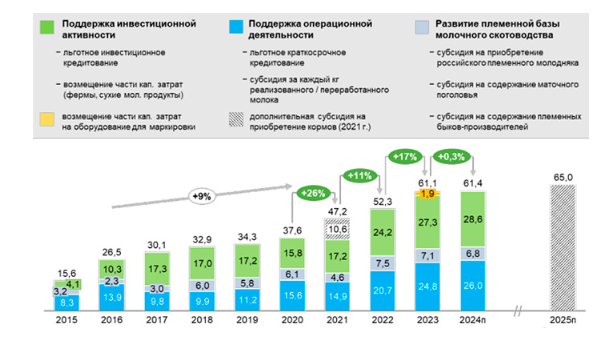 Поддержка инвестиционной
активности
– льготное инвестиционное
кредитование
– возмещение части кап. затрат
(фермы, сухие мол. продукты)
возмещение части кап. затрат
на оборудование для маркировки
Поддержка операционной
деятельности
– льготное краткосрочное
кредитование
– субсидия за каждый кг
реализованного / переработанного
молока
дополнительная субсидия на
приобретение кормов (2021 г.)
Развитие племенной базы
молочного скотоводства
– субсидия на приобретение
российского племенного молодняка
– субсидия на содержание маточного
поголовья
– субсидия на содержание племенных
быков-производителей
+9% +26% +11% +17% +0,3%
15,6 26,5 30,1 32,9 34,3 37,6 47,2 52,3 61,1 61,4 65,0
1,9
10,6
4,1 10,3 17,3 17,0 17,2 15,8 17,2 24,2 27,3 28,6
3,2 2,3 3,0 6,0 5,8 6,1 4,6 7,5 7,1 6,8
8,3 13,9 9,8 9,9 11,2 15,6 14,9 20,7 24,8 26,0
2015 2016 2017 2018 2019 2020 2021 2022 2023 2024п // 2025п